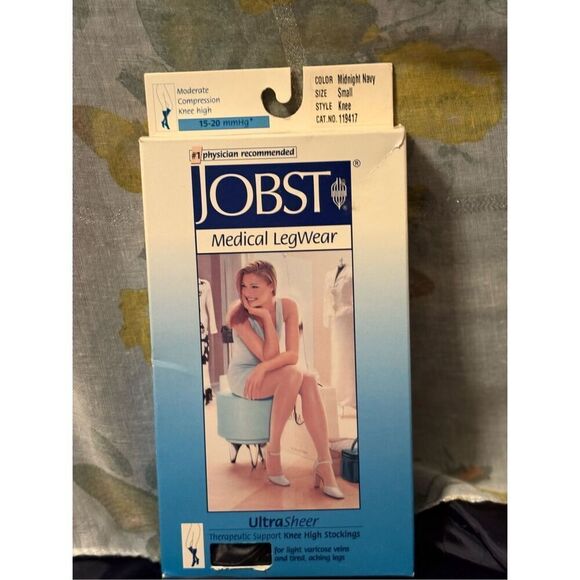 Moderate
Compression
Knee high
15-20 mmHg*
COLOR Midnight Navy
SIZE Small
STYLE Knee
CAT.NO. 119417
#1 physician recommended
JOBST®
Medical LegWear
UltraSheer
Therapeutic Support Knee High Stockings
for light varicose veins
and tired, aching legs